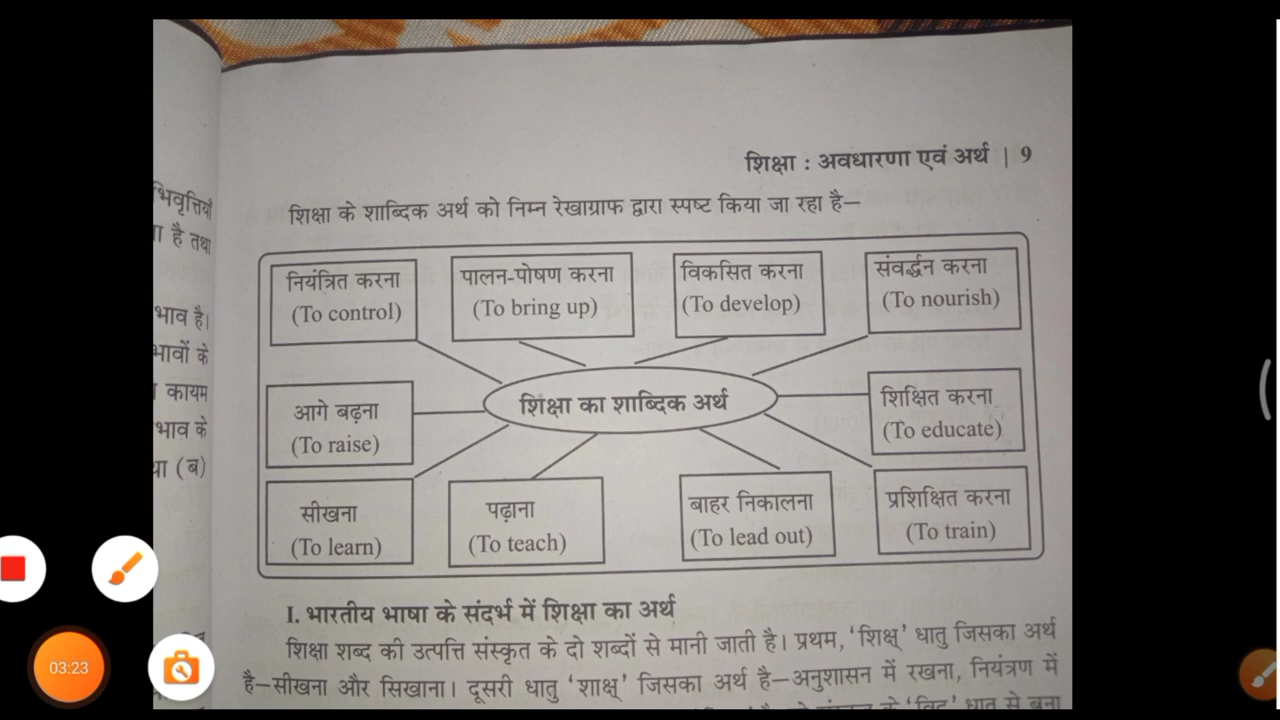 शिक्षा : अवधारणा एवं अर्थ | 9
शिक्षा के शाब्दिक अर्थ को निम्न रेखाग्राफ द्वारा स्पष्ट किया जा रहा है–
नियंत्रित करना
(To control)
पालन-पोषण करना
(To bring up)
विकसित करना
(To develop)
संवर्द्धन करना
(To nourish)
आगे बढ़ना
(To raise)
शिक्षा का शाब्दिक अर्थ
शिक्षित करना
(To educate)
सीखना
(To learn)
पढ़ाना
(To teach)
बाहर निकालना
(To lead out)
प्रशिक्षित करना
(To train)
I. भारतीय भाषा के संदर्भ में शिक्षा का अर्थ
शिक्षा शब्द की उत्पत्ति संस्कृत के दो शब्दों से मानी जाती है। प्रथम, ‘शिक्ष्’ धातु जिसका अर्थ
है–सीखना और सिखाना। दूसरी धातु ‘शाक्ष्’ जिसका अर्थ है–अनुशासन में रखना, नियंत्रण में
धातु से बना
भिवृत्तियाँ
है तथा
भाव है।
भावों के
कायम
भाव के
(ब)
03:23